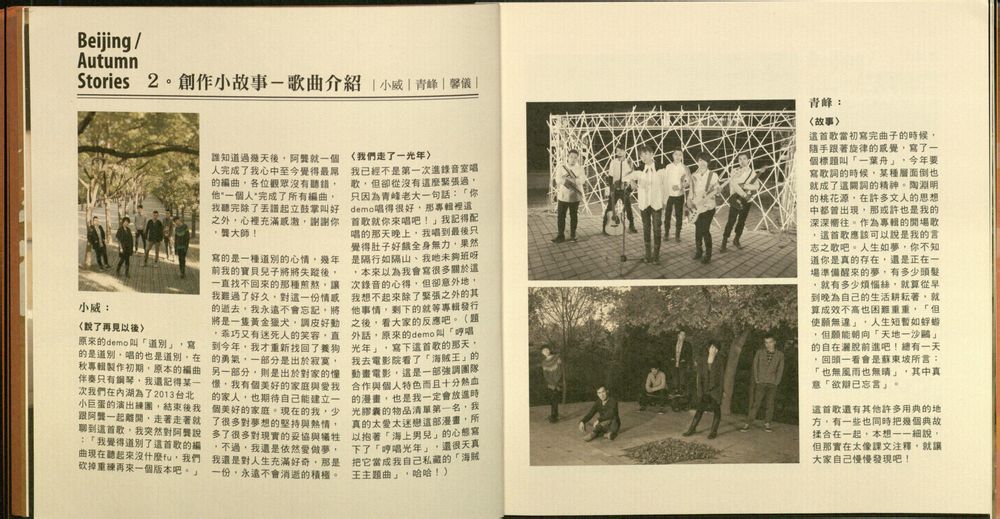 Beijing /
Autumn
Stories 2。創作小故事－歌曲介紹 ｜小威｜青峰｜馨儀｜
小威：
〈說了再見以後〉
原來的demo叫「道別」，寫
的是道別，唱的也是道別，在
秋專輯製作初期，原本的編曲
伴奏只有鋼琴，我還記得某一
次我們在內湖為了2013台北
小巨蛋的演出練團，結束後我
跟阿龔一起離開，走著走著就
聊到這首歌，我突然對阿龔說
：「我覺得道別了這首歌的編
曲現在聽起來沒什麼fu，我們
砍掉重練再來一個版本吧。」
誰知道過幾天後，阿龔就一個
人完成了我心中至今覺得最屌
的編曲，各位觀眾沒有聽錯，
他"一個人"完成了所有編曲，
我聽完除了丟譜起立鼓掌叫好
之外，心裡充滿感激，謝謝你
，龔大師！
寫的是一種道別的心情，幾年
前我的寶貝兒子將將失蹤後，
一直找不回來的那種煎熬，讓
我難過了好久，對這一份情感
的逝去，我永遠不會忘記，將
將是一隻黃金獵犬，調皮好動
，乖巧又有迷死人的笑容，直
到今年，我才重新找回了養狗
的勇氣，一部分是出於寂寞，
另一部分，則是出於對家的憧
憬，我有個美好的家庭與愛我
的家人，也期待自己能建立一
個美好的家庭。現在的我，少
了很多對夢想的堅持與熱情，
多了很多對現實的妥協與犧牲
，不過，我還是依然愛做夢，
我還是對人生充滿好奇，那是
一份，永遠不會消逝的積極。
〈我們走了一光年〉
我已經不是第一次進錄音室唱
歌，但卻從沒有這麼緊張過，
只因為青峰老大一句話：「你
demo唱得很好，那專輯裡這
首歌就你來唱吧！」我記得配
唱的那天晚上，我唱到最後只
覺得肚子好餓全身無力，果然
是隔行如隔山、我呲未夠班呀
，本來以為我會寫很多關於這
次錄音的心得，但卻意外地，
我想不起來除了緊張之外的其
他事情，剩下的就等專輯發行
之後，看大家的反應吧。（題
外話，原來的demo叫「哼唱
光年」，寫下這首歌的那天，
我去電影院看了「海賊王」的
動畫電影，這是一部強調團隊
合作與個人特色而且十分熱血
的漫畫，也是我一定會放進時
光膠囊的物品清單第一名，我
真的太愛太迷戀這部漫畫，所
以抱著「海上男兒」的心態寫
下了「哼唱光年」，還很天真
把它當成我自己私藏的「海賊
王主題曲」，哈哈！）
青峰：
〈故事〉
這首歌當初寫完曲子的時候，
隨手跟著旋律的感覺，寫了一
個標題叫「一葉舟」，今年要
寫歌詞的時候，某種層面倒也
就成了這闕詞的精神。陶淵明
的桃花源，在許多文人的思想
中都曾出現，那或許也是我的
深深嚮往。作為專輯的開場歌
，這首歌應該可以說是我的言
志之歌吧。人生如夢，你不知
道你是真的存在，還是正在一
場準備醒來的夢，有多少頭髮
，就有多少煩惱絲，就算從早
到晚為自己的生活耕耘著，就
算成效不高也困難重重，「但
使願無違」，人生短暫如蜉蝣
，但願能朝向「天地一沙鷗」
的自在灑脫前進吧！總有一天
，回頭一看會是蘇東坡所言：
「也無風雨也無晴」，其中真
意「欲辯已忘言」。
這首歌還有其他許多用典的地
方，有一些也同時把幾個典故
揉合在一起，本想一一細說，
但那實在太像課文注釋，就讓
大家自己慢慢發現吧！